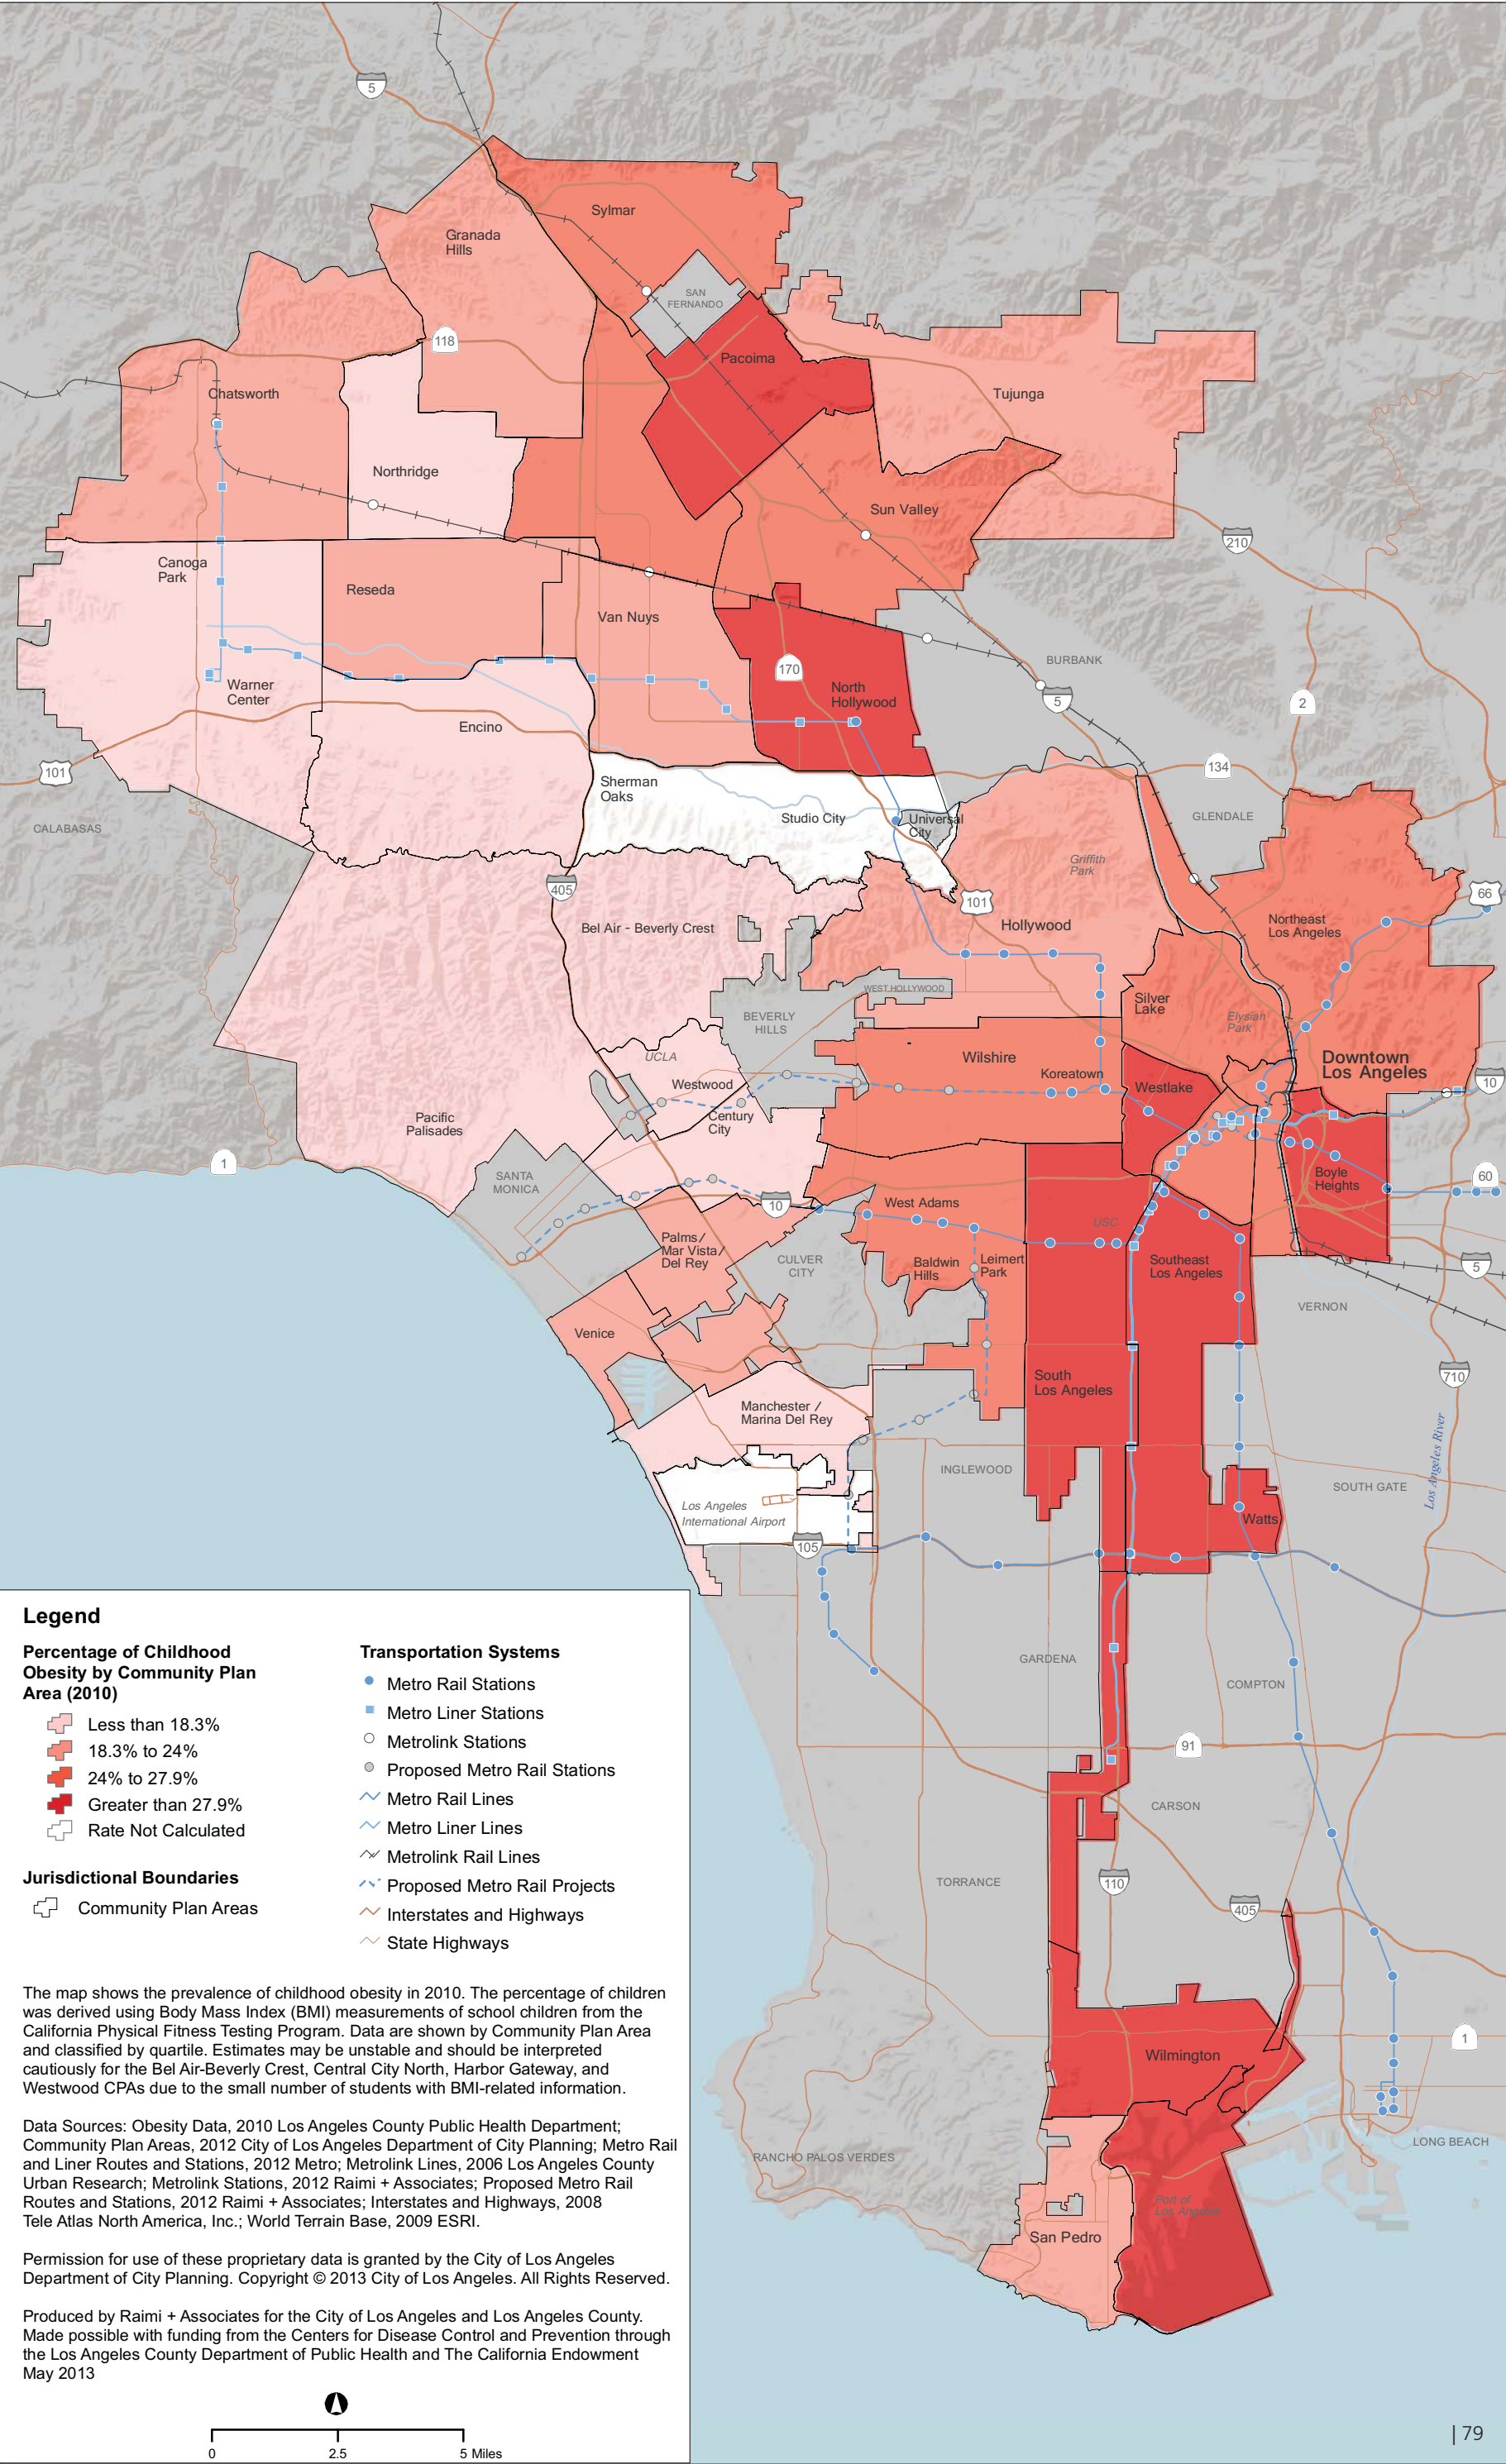 5
Sylmar
Granada
Hills
SAN
FERNANDO
118
Pacoima
Chatsworth
Tujunga
Northridge
Sun Valley
210
Canoga
Park
Reseda
Van Nuys
BURBANK
170
North
Hollywood
5
2
Warner
Center
Encino
101
134
Sherman
Oaks
Studio City
Universal
City
GLENDALE
CALABASAS
Griffith
Park
405
101
66
Northeast
Los Angeles
Bel Air - Beverly Crest
Hollywood
WEST HOLLYWOOD
Silver
Lake
BEVERLY
HILLS
Elysian
Park
UCLA
Wilshire
Downtown
Los Angeles
Koreatown
Westwood
Westlake
10
Century
City
Pacific
Palisades
1
SANTA
MONICA
Boyle
Heights
60
10
West Adams
USC
Palms/
Mar Vista/
Del Rey
CULVER
CITY
Baldwin
Hills
Leimert
Park
Southeast
Los Angeles
5
VERNON
Venice
710
South
Los Angeles
Manchester /
Marina Del Rey
Los Angeles River
INGLEWOOD
SOUTH GATE
Los Angeles
International Airport
Watts
105
GARDENA
COMPTON
91
CARSON
TORRANCE
110
405
1
Wilmington
LONG BEACH
RANCHO PALOS VERDES
Port of
Los Angeles
San Pedro
Legend
Percentage of Childhood
Obesity by Community Plan
Area (2010)
Less than 18.3%
18.3% to 24%
24% to 27.9%
Greater than 27.9%
Rate Not Calculated
Jurisdictional Boundaries
Community Plan Areas
Transportation Systems
Metro Rail Stations
Metro Liner Stations
Metrolink Stations
Proposed Metro Rail Stations
Metro Rail Lines
Metro Liner Lines
Metrolink Rail Lines
Proposed Metro Rail Projects
Interstates and Highways
State Highways
The map shows the prevalence of childhood obesity in 2010. The percentage of children
was derived using Body Mass Index (BMI) measurements of school children from the
California Physical Fitness Testing Program. Data are shown by Community Plan Area
and classified by quartile. Estimates may be unstable and should be interpreted
cautiously for the Bel Air-Beverly Crest, Central City North, Harbor Gateway, and
Westwood CPAs due to the small number of students with BMI-related information.
Data Sources: Obesity Data, 2010 Los Angeles County Public Health Department;
Community Plan Areas, 2012 City of Los Angeles Department of City Planning; Metro Rail
and Liner Routes and Stations, 2012 Metro; Metrolink Lines, 2006 Los Angeles County
Urban Research; Metrolink Stations, 2012 Raimi + Associates; Proposed Metro Rail
Routes and Stations, 2012 Raimi + Associates; Interstates and Highways, 2008
Tele Atlas North America, Inc.; World Terrain Base, 2009 ESRI.
Permission for use of these proprietary data is granted by the City of Los Angeles
Department of City Planning. Copyright © 2013 City of Los Angeles. All Rights Reserved.
Produced by Raimi + Associates for the City of Los Angeles and Los Angeles County.
Made possible with funding from the Centers for Disease Control and Prevention through
the Los Angeles County Department of Public Health and The California Endowment
May 2013
0 2.5 5 Miles
| 79